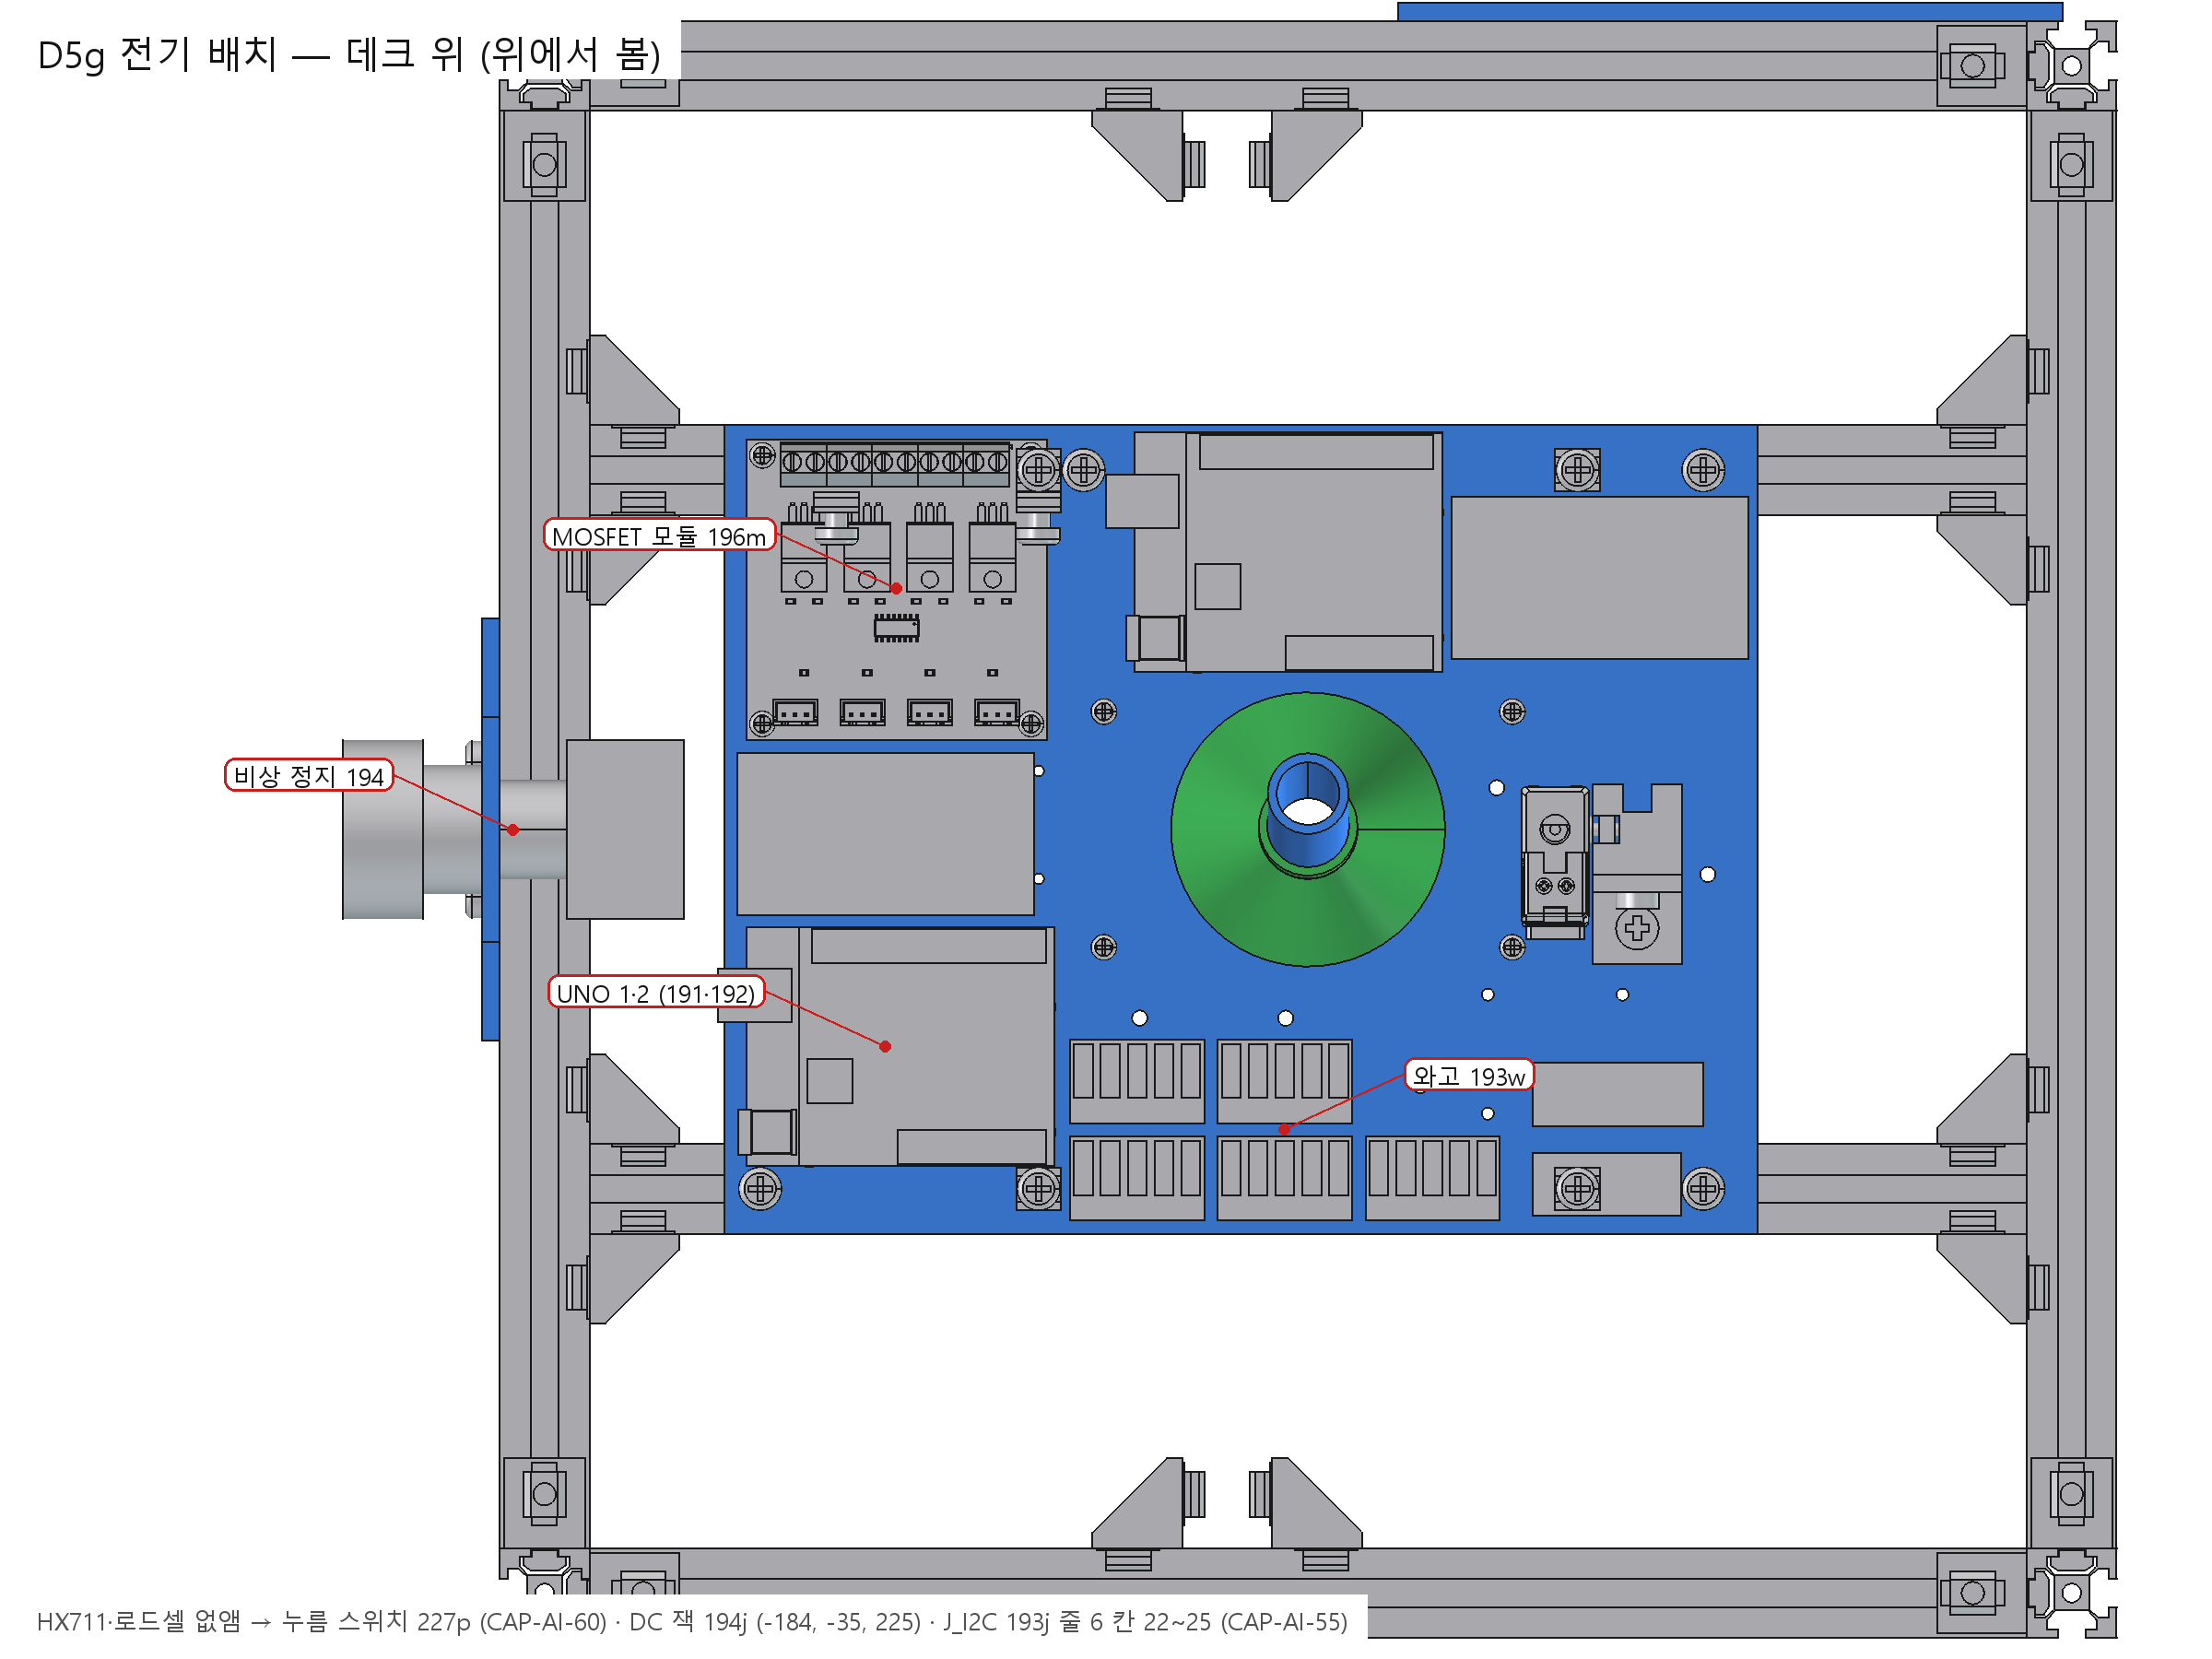 D5g 전기 배치 — 데크 위 (위에서 봄)
MOSFET 모듈 196m
비상 정지 194
UNO 1·2 (191·192)
와고 193w
HX711·로드셀 없앰 → 누름 스위치 227p (CAP-AI-60) · DC 잭 194j (-184, -35, 225) · J_I2C 193j 줄 6 칸 22~25 (CAP-AI-55)